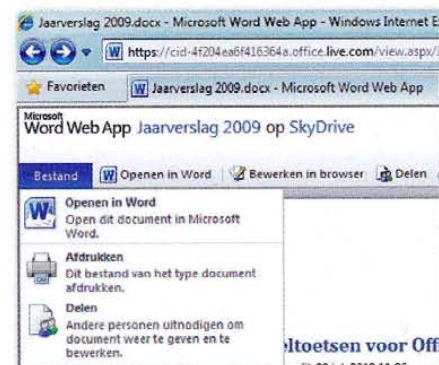 Jaarverslag 2009.docx - Microsoft Word Web App - Windows Internet E
https://cid-4f204ea6f416364a.office.live.com/view.aspx/
Favorieten Jaarverslag 2009.docx - Microsoft Word Web App
Microsoft
Word Web App Jaarverslag 2009 op SkyDrive
Bestand Openen in Word Bewerken in browser Delen
Openen in Word
Open dit document in Microsoft
Word.
Afdrukken
Dit bestand van het type document
afdrukken.
Delen
Andere personen uitnodigen om
document weer te geven en te
bewerken.
eltoetsen voor Offi